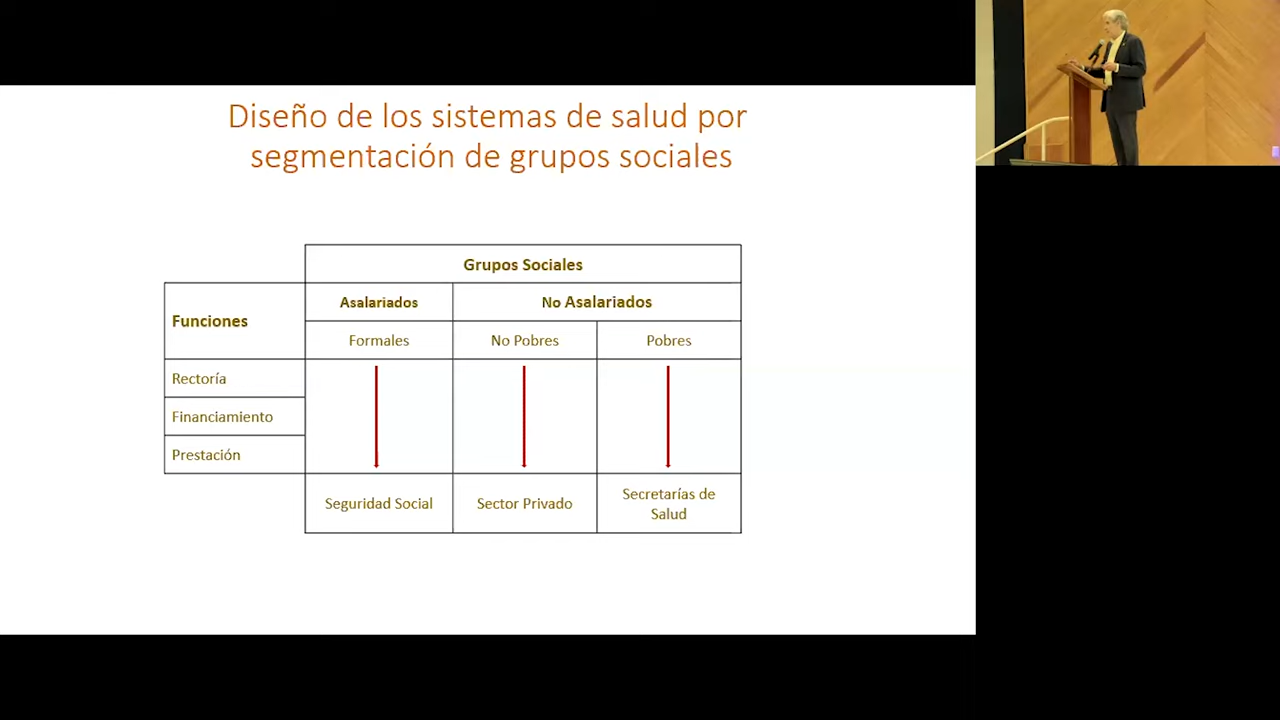 Diseño de los sistemas de salud por
segmentación de grupos sociales
Grupos Sociales
Funciones
Asalariados
No Asalariados
Formales
No Pobres
Pobres
Rectoría
Financiamiento
Prestación
Seguridad Social
Sector Privado
Secretarías de
Salud